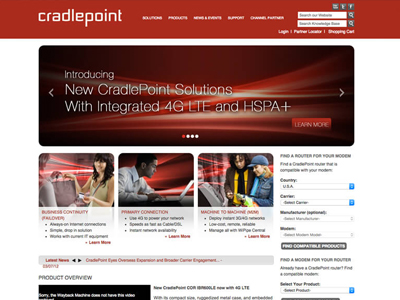 cradlepoint
SOLUTIONS PRODUCTS NEWS & EVENTS SUPPORT CHANNEL PARTNER
Search our Website
Search Knowledge Base
Login | Partner Locator | Shopping Cart
Introducing
New CradlePoint Solutions
With Integrated 4G LTE and HSPA+
LEARN MORE
BUSINESS CONTINUITY
(FAILOVER)
Always-on Internet connections
Simple, drop in solution
Works with current IT equipment
» Learn More
PRIMARY CONNECTION
Use 4G to power your network
Speeds as fast as Cable/DSL
Instant network availability
» Learn More
MACHINE TO MACHINE (M2M)
Deploy instant 3G/4G networks
Low-cost, remote, reliable
Manage all with WiPipe Central
» Learn More
FIND A ROUTER FOR YOUR MODEM
Find a CradlePoint router that is
compatible with your modem:
Country:
U.S.A.
Carrier:
-Select Carrier-
Manufacturer (optional):
-Select Manufacturer-
Modem:
-Select Modem-
FIND COMPATIBLE PRODUCTS
Latest News CradlePoint Eyes Overseas Expansion and Broader Carrier Engagement...
03/07/12
FIND A MODEM FOR YOUR ROUTER
Already have a CradlePoint router? Find a
compatible modem:
Product:
-Select Product-
Carrier:
PRODUCT OVERVIEW
Sorry, the Wayback Machine does not have this video
New CradlePoint CDR IBR600LE now with 4G LTE
With its compact size, ruggedized metal case, and embedded